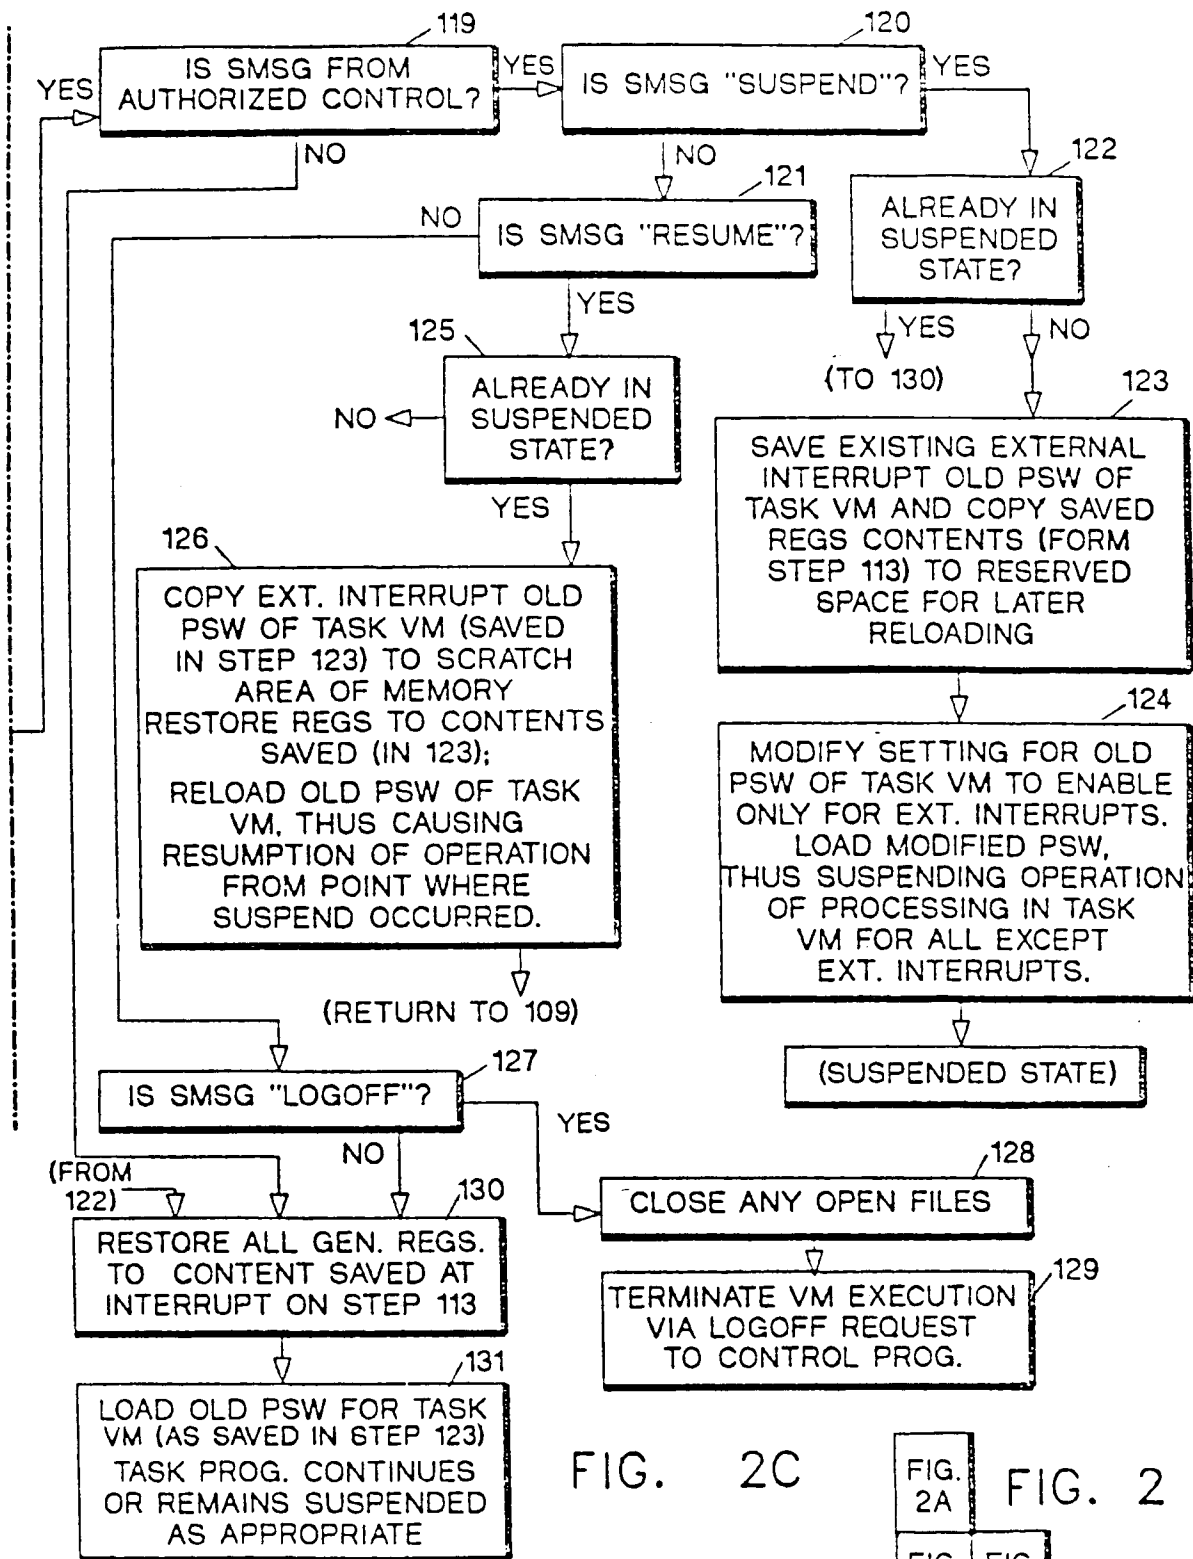 119
IS SMSG FROM
AUTHORIZED CONTROL?
YES
YES
NO
120
IS SMSG "SUSPEND"?
YES
NO
121
IS SMSG "RESUME"?
NO
YES
122
ALREADY IN
SUSPENDED
STATE?
YES
NO
(TO 130)
125
ALREADY IN
SUSPENDED
STATE?
NO
YES
123
SAVE EXISTING EXTERNAL
INTERRUPT OLD PSW OF
TASK VM AND COPY SAVED
REGS CONTENTS (FORM
STEP 113) TO RESERVED
SPACE FOR LATER
RELOADING
126
COPY EXT. INTERRUPT OLD
PSW OF TASK VM (SAVED
IN STEP 123) TO SCRATCH
AREA OF MEMORY
RESTORE REGS TO CONTENTS
SAVED (IN 123);
RELOAD OLD PSW OF TASK
VM, THUS CAUSING
RESUMPTION OF OPERATION
FROM POINT WHERE
SUSPEND OCCURRED.
(RETURN TO 109)
124
MODIFY SETTING FOR OLD
PSW OF TASK VM TO ENABLE
ONLY FOR EXT. INTERRUPTS.
LOAD MODIFIED PSW,
THUS SUSPENDING OPERATION
OF PROCESSING IN TASK
VM FOR ALL EXCEPT
EXT. INTERRUPTS.
(SUSPENDED STATE)
127
IS SMSG "LOGOFF"?
YES
NO
(FROM
122)
128
CLOSE ANY OPEN FILES
129
TERMINATE VM EXECUTION
VIA LOGOFF REQUEST
TO CONTROL PROG.
130
RESTORE ALL GEN. REGS.
TO CONTENT SAVED AT
INTERRUPT ON STEP 113
131
LOAD OLD PSW FOR TASK
VM (AS SAVED IN STEP 123)
TASK PROG. CONTINUES
OR REMAINS SUSPENDED
AS APPROPRIATE
FIG. 2C
FIG.
2A
FIG. 2
FIG. FIG.